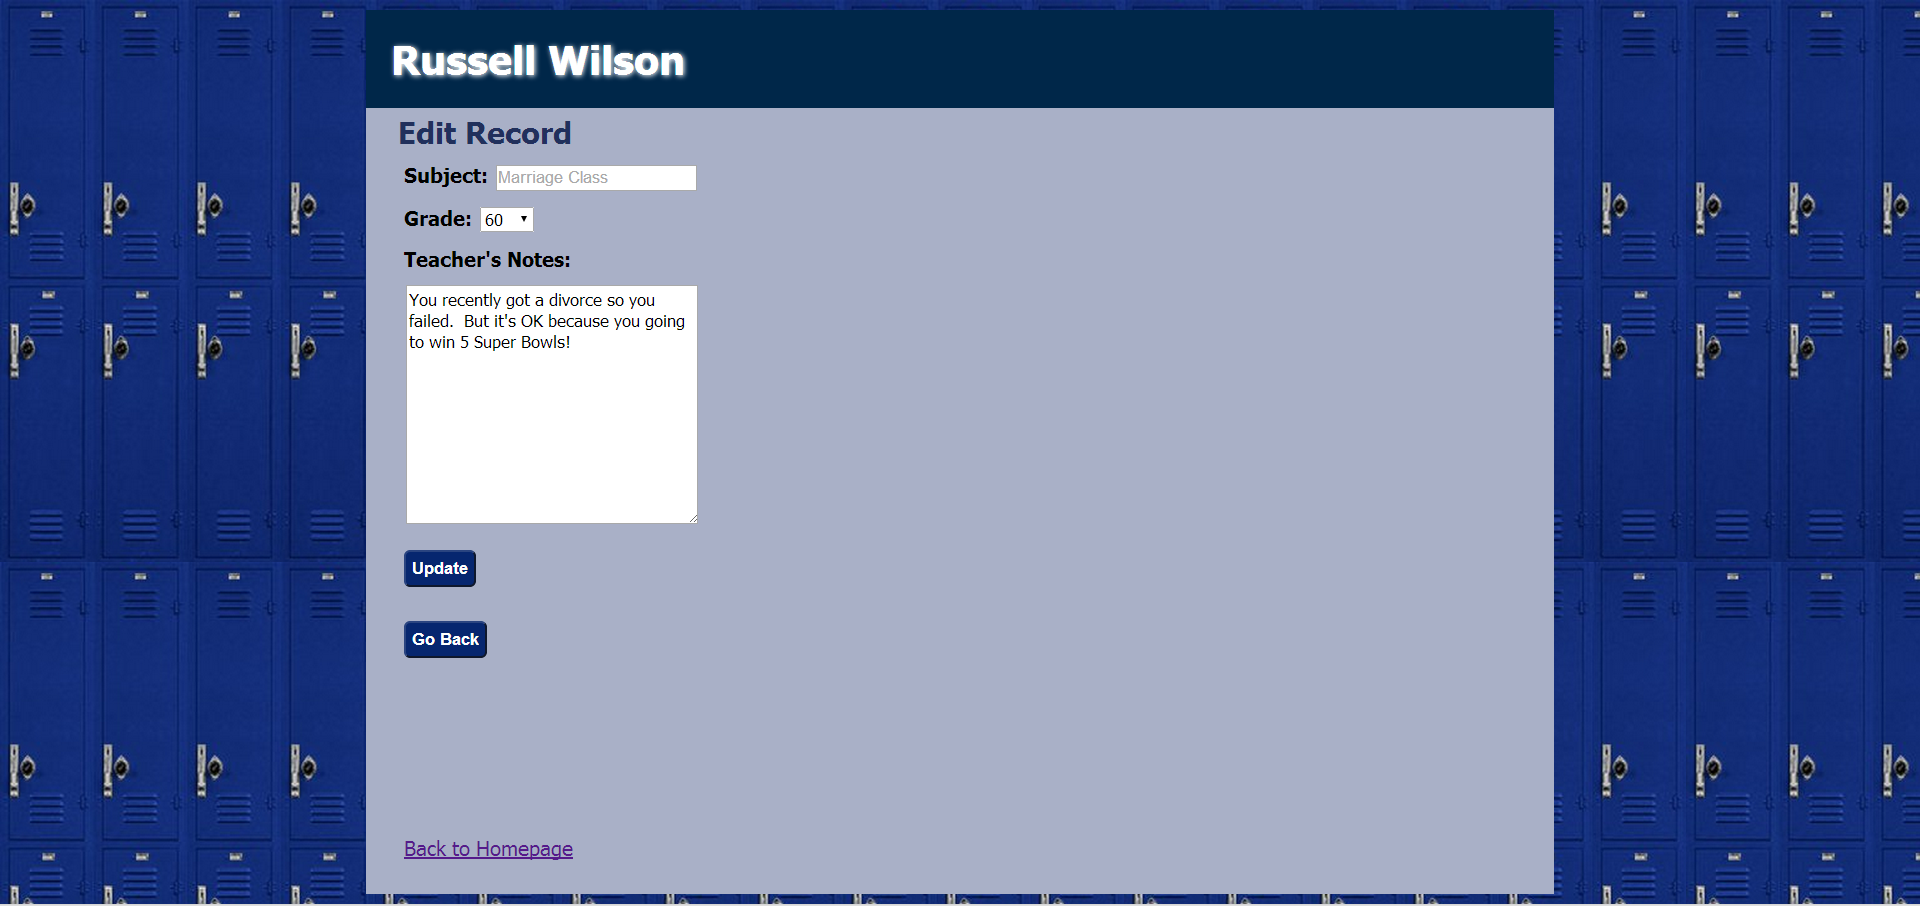 Russell Wilson
Edit Record
Subject: Marriage Class
Grade: 60
Teacher's Notes:
You recently got a divorce so you
failed.  But it's OK because you going
to win 5 Super Bowls!
Update
Go Back
Back to Homepage